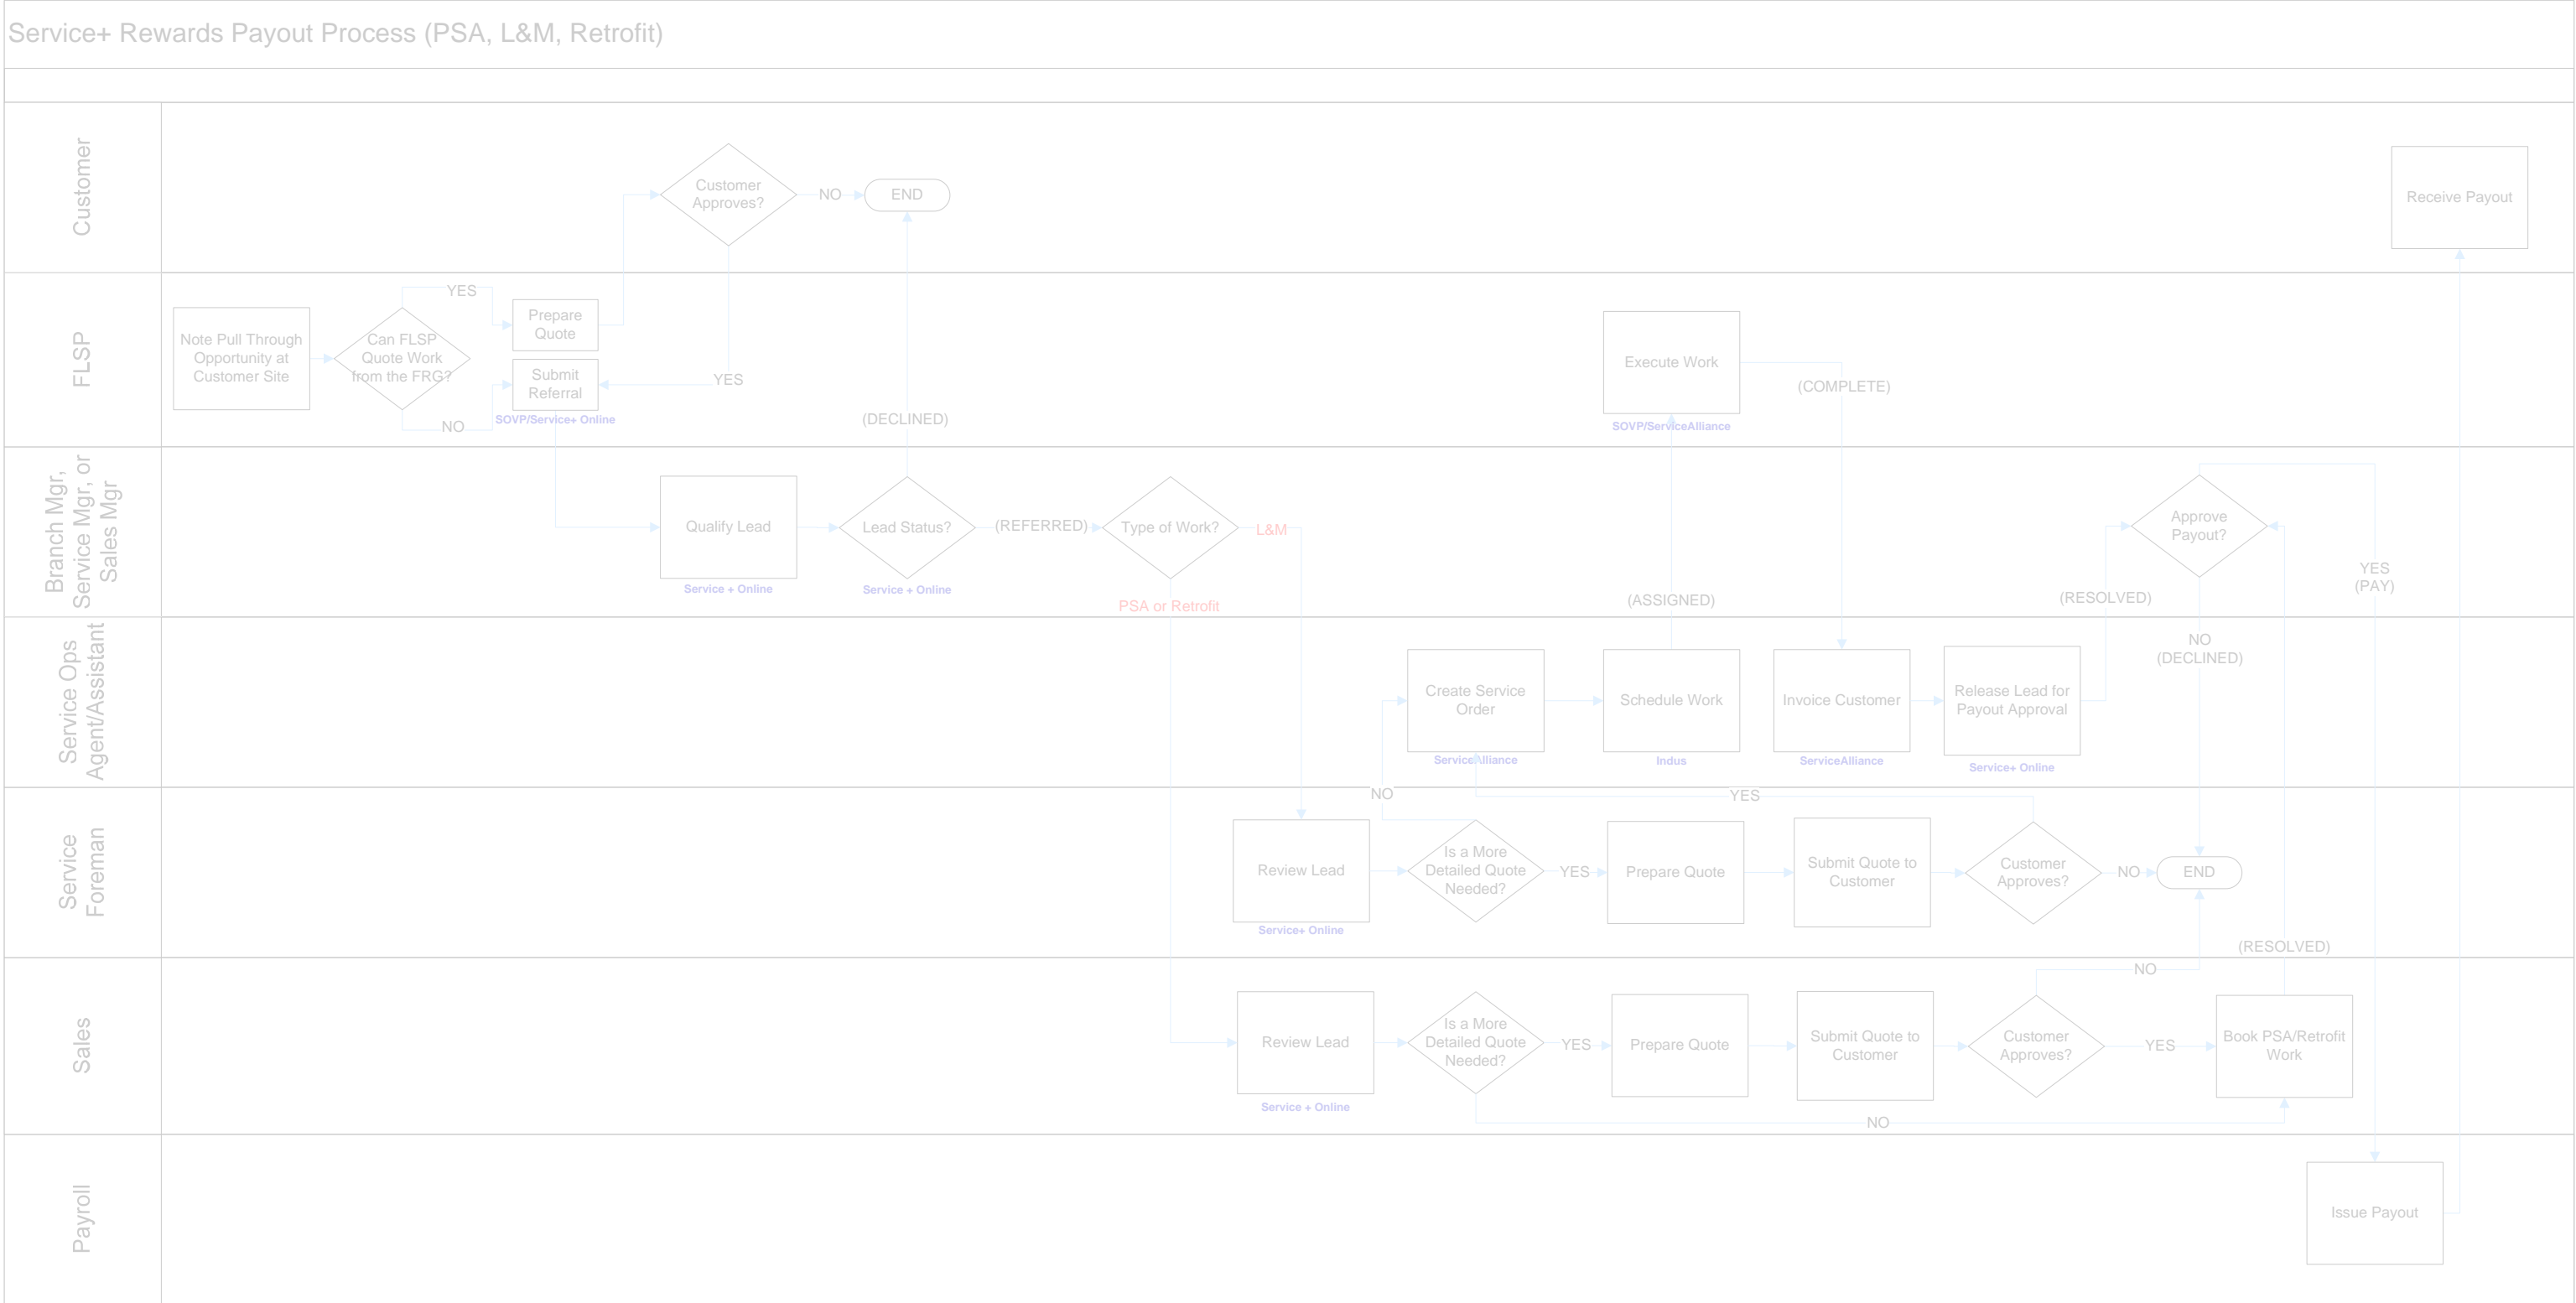 Service+ Rewards Payout Process (PSA, L&M, Retrofit)
Customer
Customer
Approves?
NO
END
Receive Payout
FLSP
Note Pull Through
Opportunity at
Customer Site
Can FLSP
Quote Work
from the FRG?
YES
NO
Prepare
Quote
Submit
Referral
SOVP/Service+ Online
YES
(DECLINED)
Execute Work
SOVP/ServiceAlliance
(COMPLETE)
Branch Mgr,
Service Mgr, or
Sales Mgr
Qualify Lead
Service + Online
Lead Status?
Service + Online
(REFERRED)
Type of Work?
L&M
PSA or Retrofit
(ASSIGNED)
(RESOLVED)
Approve
Payout?
YES
(PAY)
Service Ops
Agent/Assistant
Create Service
Order
ServiceAlliance
Schedule Work
Indus
Invoice Customer
ServiceAlliance
Release Lead for
Payout Approval
Service+ Online
NO
(DECLINED)
Service
Foreman
Review Lead
Service+ Online
NO
Is a More
Detailed Quote
Needed?
YES
Prepare Quote
Submit Quote to
Customer
YES
Customer
Approves?
NO
END
(RESOLVED)
Sales
Review Lead
Service + Online
Is a More
Detailed Quote
Needed?
YES
Prepare Quote
Submit Quote to
Customer
Customer
Approves?
NO
YES
Book PSA/Retrofit
Work
NO
Payroll
Issue Payout